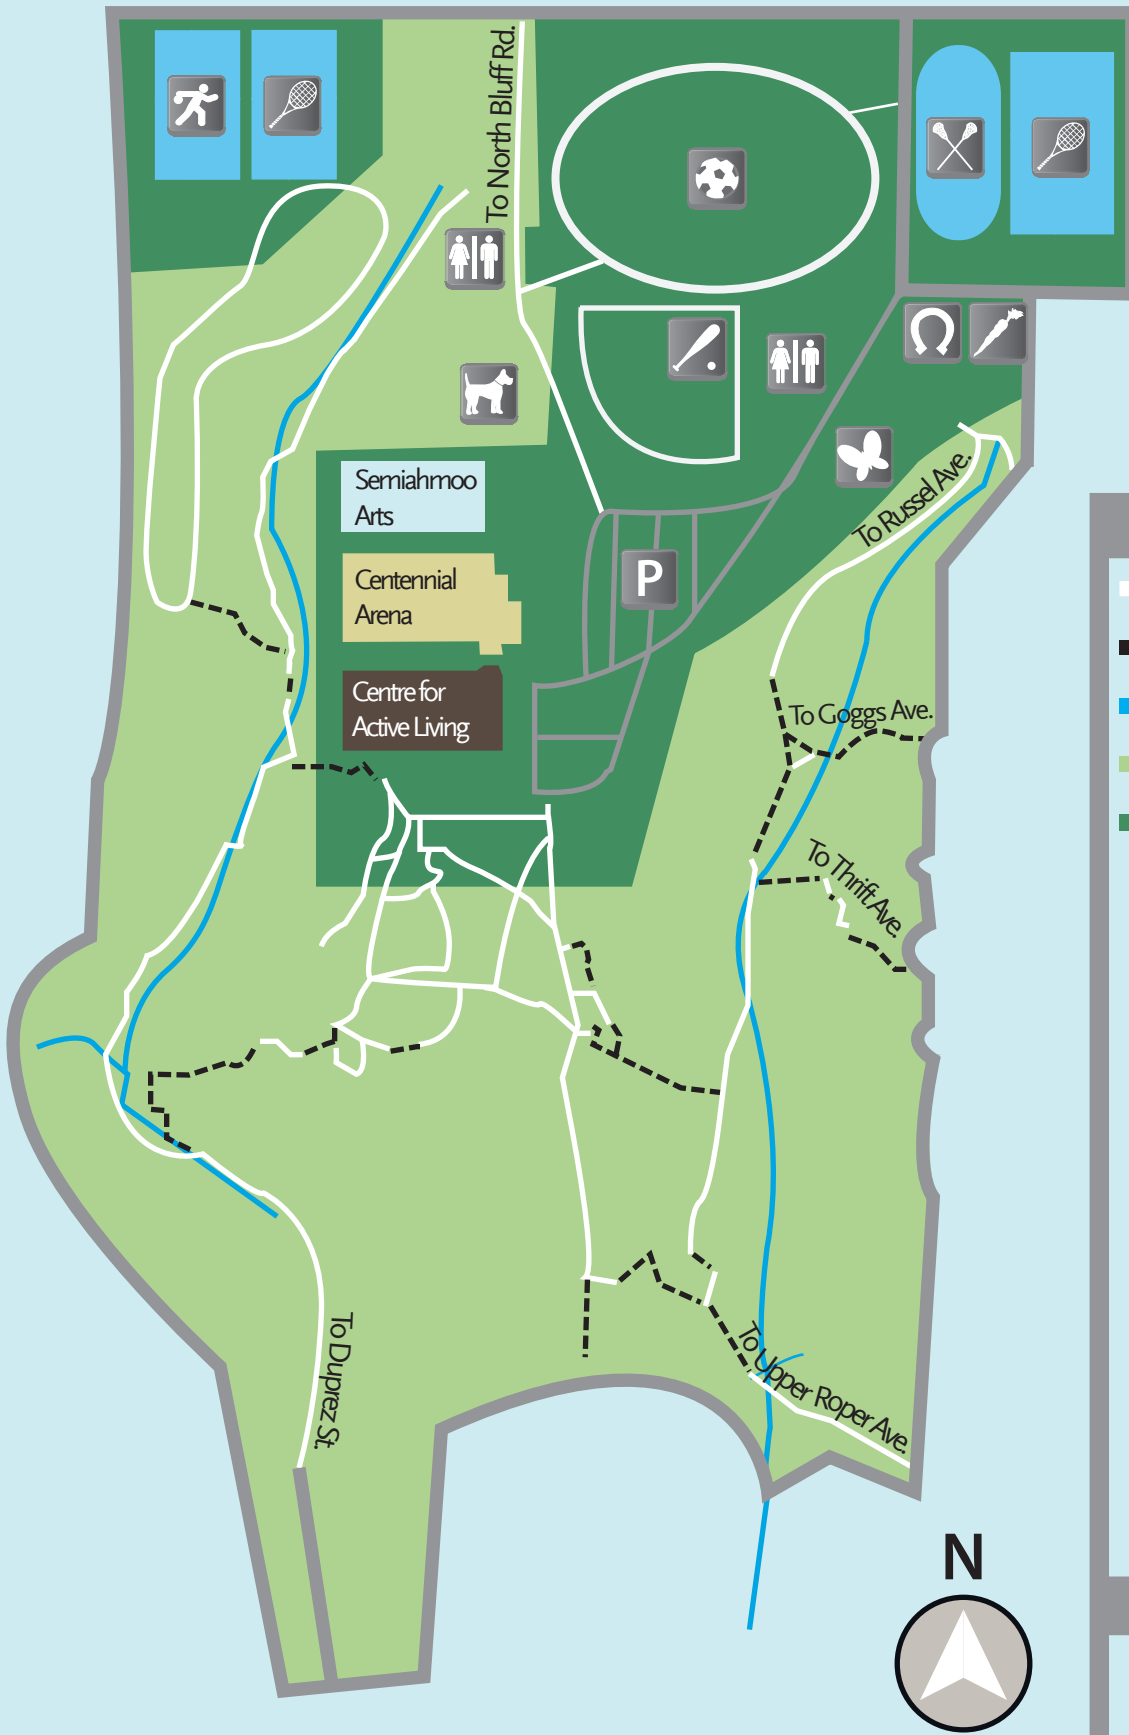 To North Bluff Rd.
Semiahmoo
Arts
Centennial
Arena
Centre for
Active Living
P
To Russel Ave.
To Goggs Ave.
To Thrift Ave.
To Duprez St.
To Upper Roper Ave.
N